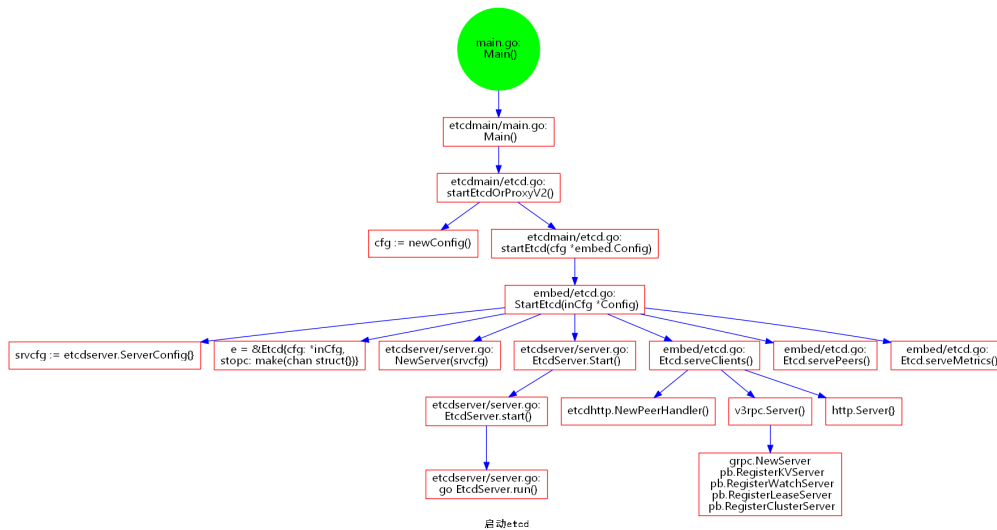 main.go:
Main()
etcdmain/main.go:
Main()
etcdmain/etcd.go:
startEtcdOrProxyV2()
cfg := newConfig()
etcdmain/etcd.go:
startEtcd(cfg *embed.Config)
embed/etcd.go:
StartEtcd(inCfg *Config)
srvcfg := etcdserver.ServerConfig{}
e = &Etcd{cfg: *inCfg,
stopc: make(chan struct{})}
etcdserver/server.go:
NewServer(srvcfg)
etcdserver/server.go:
EtcdServer.Start()
embed/etcd.go:
Etcd.serveClients()
embed/etcd.go:
Etcd.servePeers()
embed/etcd.go:
Etcd.serveMetrics()
etcdserver/server.go:
EtcdServer.start()
etcdhttp.NewPeerHandler()
v3rpc.Server()
http.Server{}
etcdserver/server.go:
go EtcdServer.run()
grpc.NewServer
pb.RegisterKVServer
pb.RegisterWatchServer
pb.RegisterLeaseServer
pb.RegisterClusterServer
启动etcd